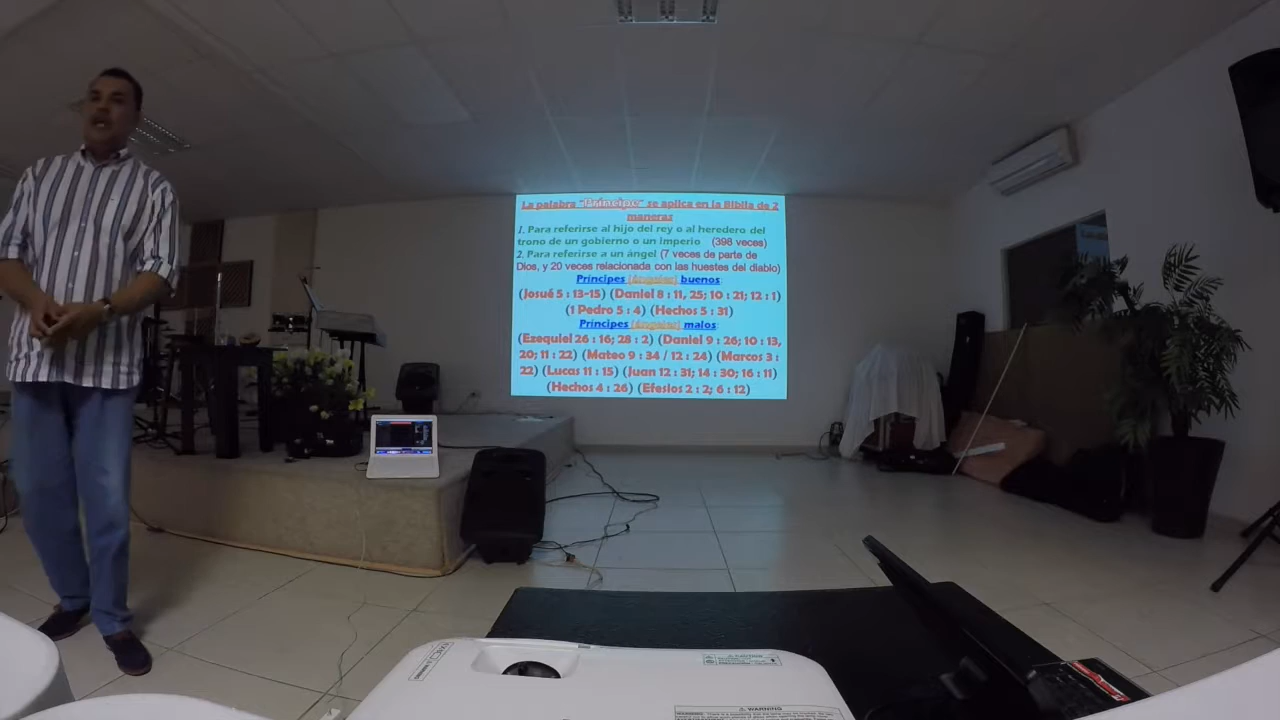 La palabra "Príncipe" se aplica en la Biblia de 2
maneras
1. Para referirse al hijo del rey o al heredero del
trono de un gobierno o un Imperio (398 veces)
2. Para referirse a un ángel (7 veces de parte de
Dios, y 20 veces relacionada con las huestes del diablo)
Príncipes (ángeles) buenos
(Josué 5 : 13-15) (Daniel 8 : 11, 25; 10 : 21; 12 : 1)
(1 Pedro 5 : 4) (Hechos 5 : 31)
Príncipes (ángeles) malos
(Ezequiel 26 : 16; 28 : 2) (Daniel 9 : 26; 10 : 13,
20; 11 : 22) (Mateo 9 : 34 / 12 : 24) (Marcos 3 :
22) (Lucas 11 : 15) (Juan 12 : 31; 14 : 30; 16 : 11)
(Hechos 4 : 26) (Efesios 2 : 2; 6 : 12)
CAUTION
WARNING